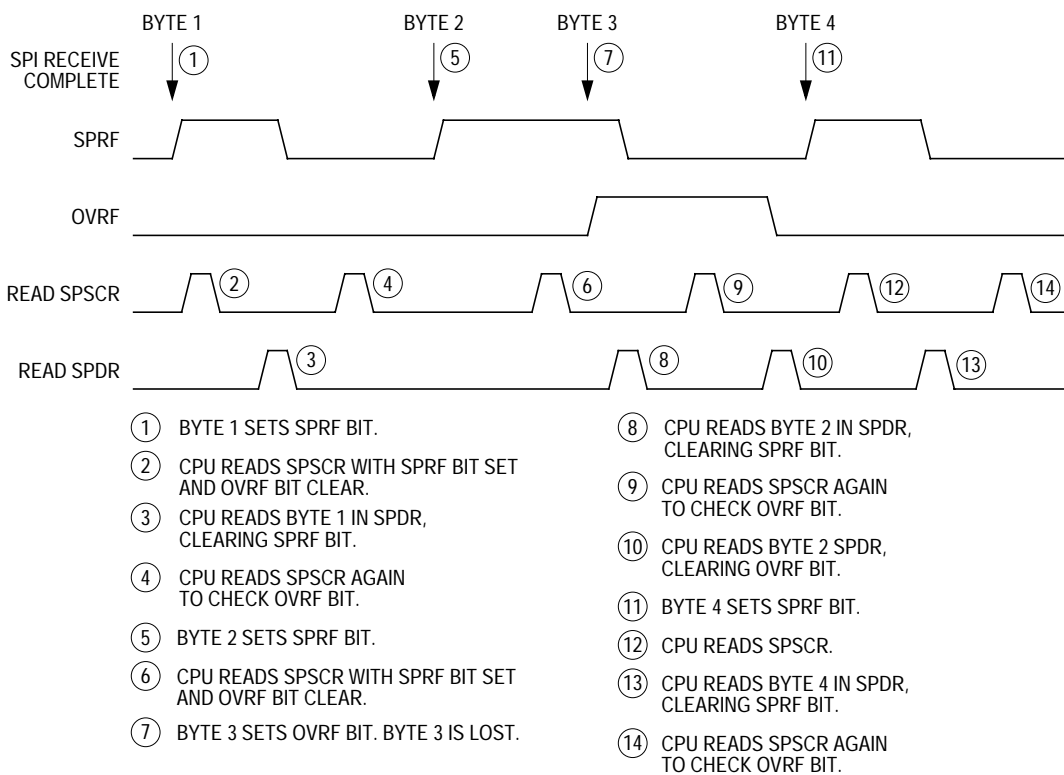 BYTE 1 BYTE 2 BYTE 3 BYTE 4
SPI RECEIVE
COMPLETE
1 5 7 11
SPRF
OVRF
READ SPSCR
2 4 6 9 12 14
READ SPDR
3 8 10 13
1 BYTE 1 SETS SPRF BIT.
2 CPU READS SPSCR WITH SPRF BIT SET
AND OVRF BIT CLEAR.
3 CPU READS BYTE 1 IN SPDR,
CLEARING SPRF BIT.
4 CPU READS SPSCR AGAIN
TO CHECK OVRF BIT.
5 BYTE 2 SETS SPRF BIT.
6 CPU READS SPSCR WITH SPRF BIT SET
AND OVRF BIT CLEAR.
7 BYTE 3 SETS OVRF BIT. BYTE 3 IS LOST.
8 CPU READS BYTE 2 IN SPDR,
CLEARING SPRF BIT.
9 CPU READS SPSCR AGAIN
TO CHECK OVRF BIT.
10 CPU READS BYTE 2 SPDR,
CLEARING OVRF BIT.
11 BYTE 4 SETS SPRF BIT.
12 CPU READS SPSCR.
13 CPU READS BYTE 4 IN SPDR,
CLEARING SPRF BIT.
14 CPU READS SPSCR AGAIN
TO CHECK OVRF BIT.